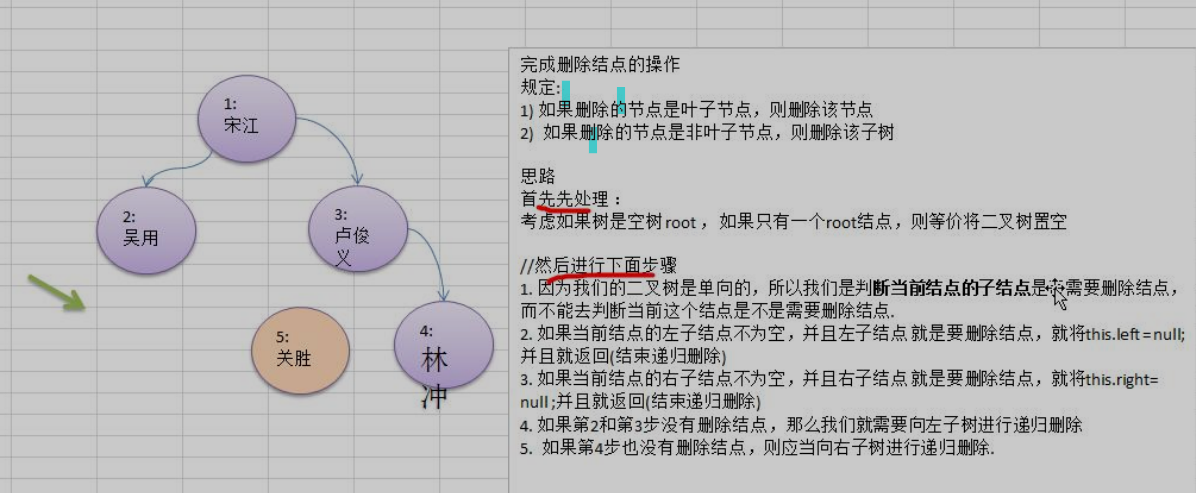 1:
宋江
2:
吴用
3:
卢俊
义
4:
林
冲
5:
关胜
完成删除结点的操作
规定:
1) 如果删除的节点是叶子节点，则删除该节点
2) 如果删除的节点是非叶子节点，则删除该子树
思路
首先先处理：
考虑如果树是空树 root ，如果只有一个root结点，则等价将二叉树置空
//然后进行下面步骤
1. 因为我们的二叉树是单向的，所以我们是判断当前结点的子结点是否需要删除结点，
而不能去判断当前这个结点是不是需要删除结点.
2. 如果当前结点的左子结点不为空，并且左子结点 就是要删除结点，就将this.left = null;
并且就返回(结束递归删除)
3. 如果当前结点的右子结点不为空，并且右子结点 就是要删除结点，就将this.right=
null ;并且就返回(结束递归删除)
4. 如果第2和第3步没有删除结点，那么我们就需要向左子树进行递归删除
5. 如果第4步也没有删除结点，则应当向右子树进行递归删除.